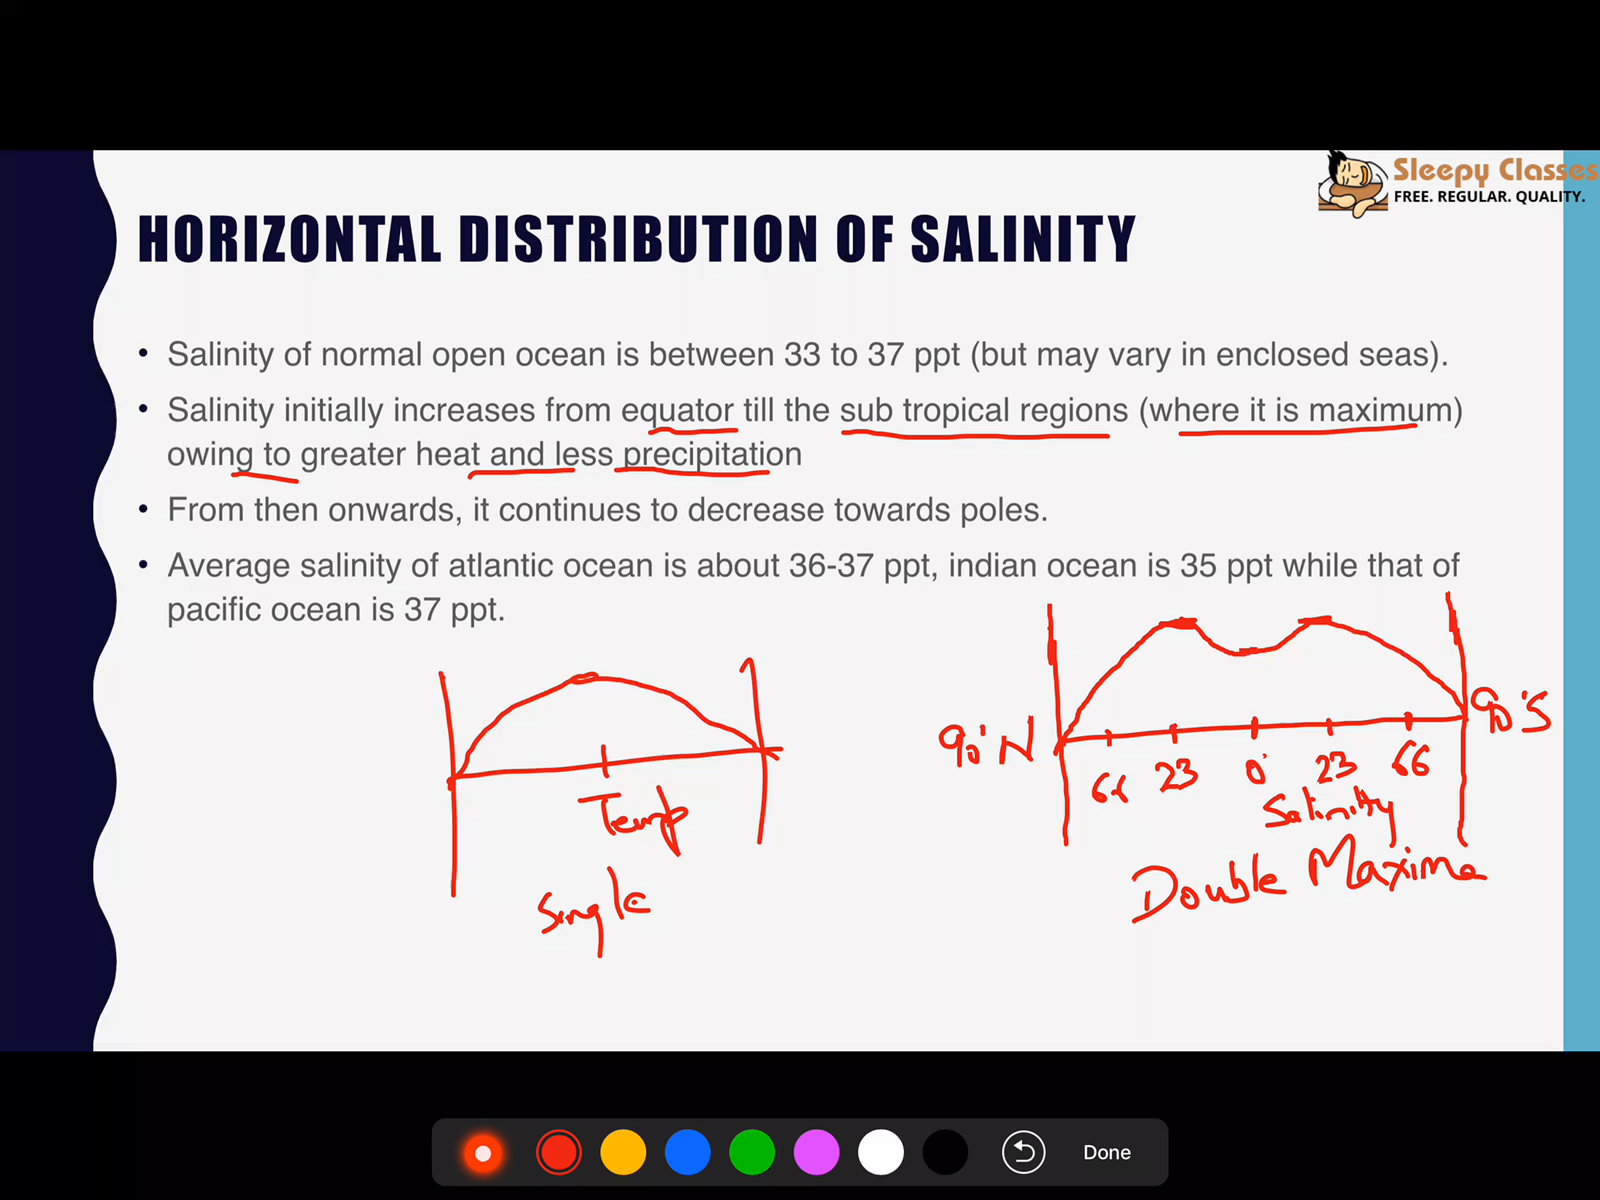 Sleepy Classes
FREE. REGULAR. QUALITY.
HORIZONTAL DISTRIBUTION OF SALINITY
• Salinity of normal open ocean is between 33 to 37 ppt (but may vary in enclosed seas).
• Salinity initially increases from equator till the sub tropical regions (where it is maximum)
owing to greater heat and less precipitation
• From then onwards, it continues to decrease towards poles.
• Average salinity of atlantic ocean is about 36-37 ppt, indian ocean is 35 ppt while that of
pacific ocean is 37 ppt.
Temp
Single
90°N
90°S
66 23 0° 23 66
Salinity
Double Maxima
Done